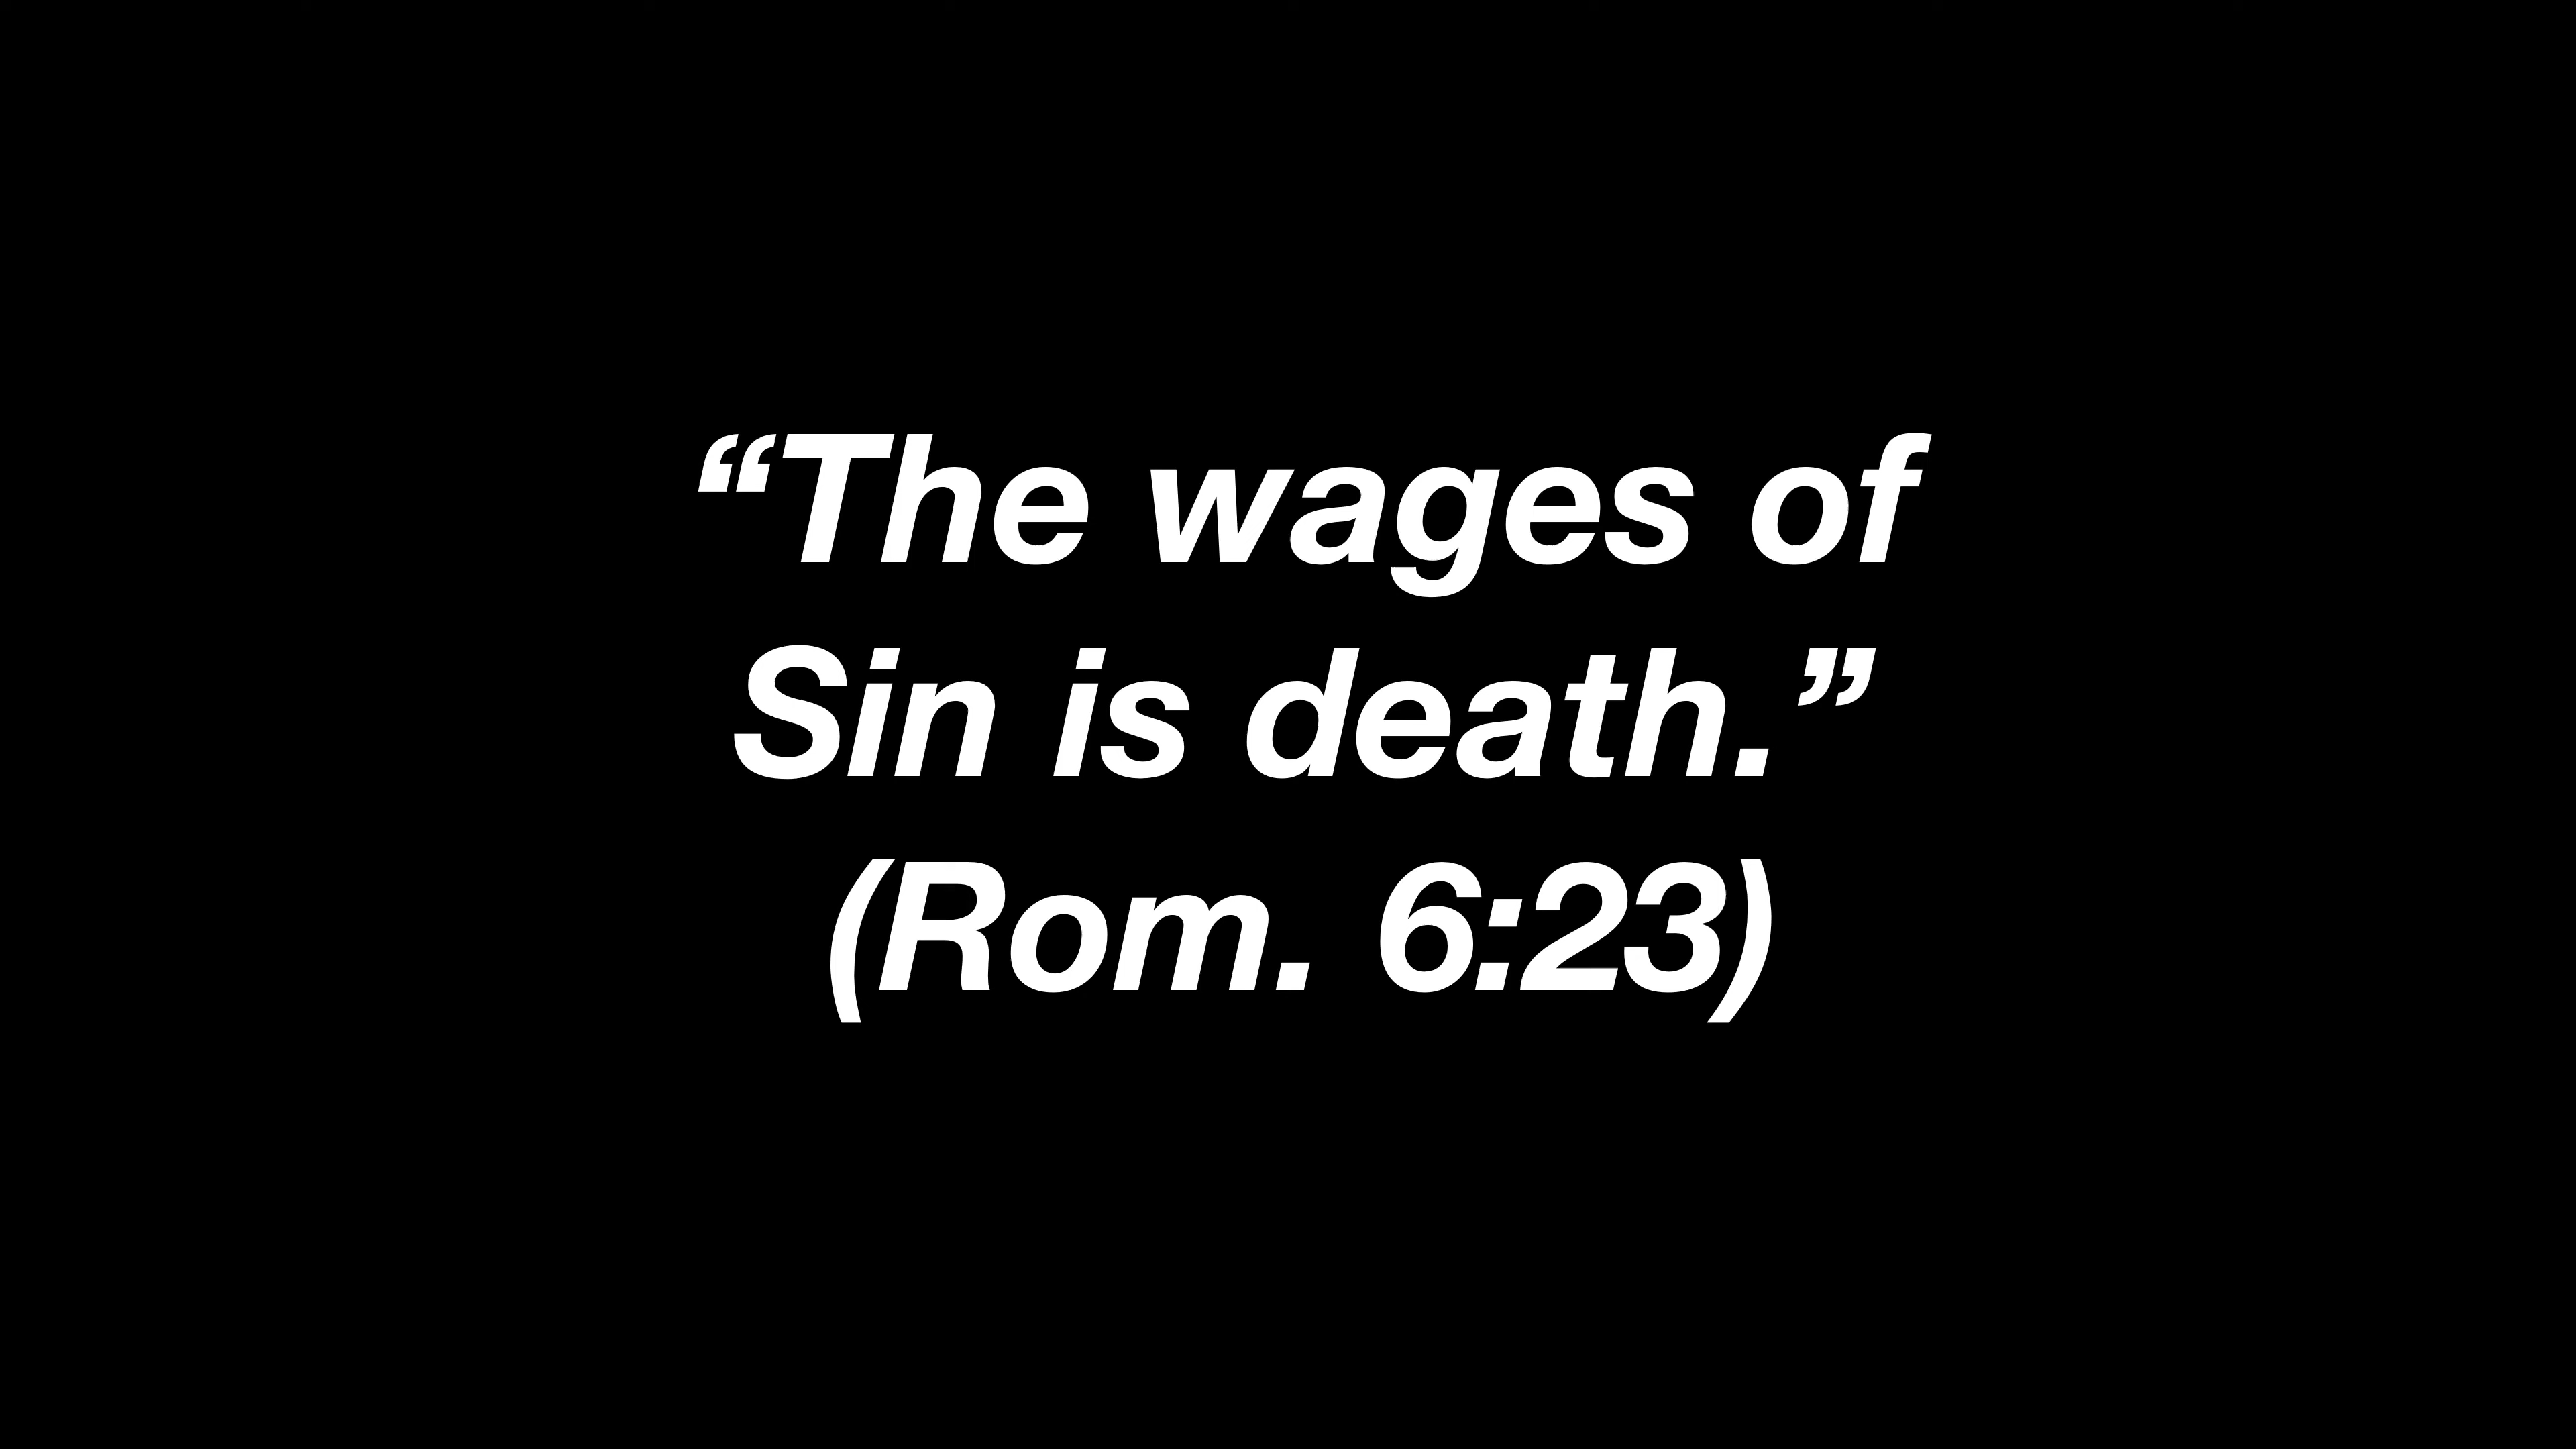 “The wages of
Sin is death.”
(Rom. 6:23)